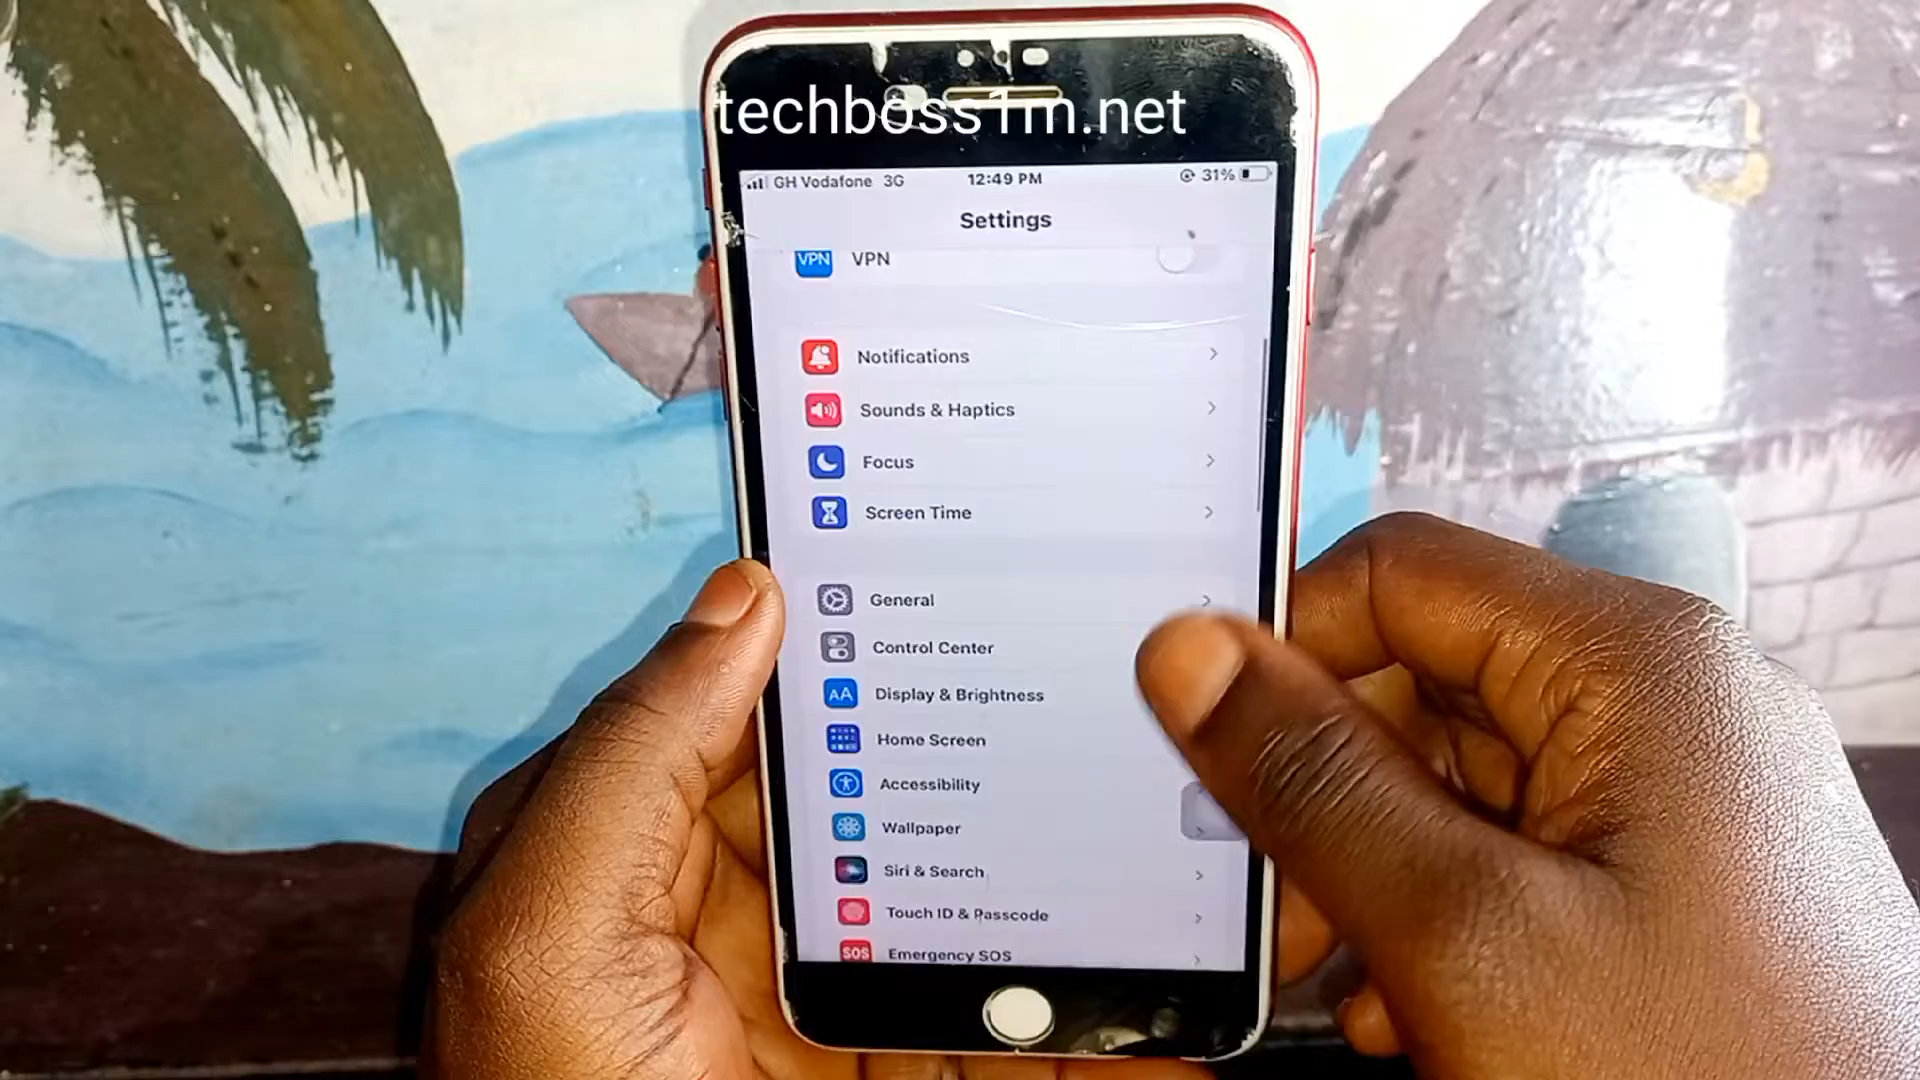 techboss1m.net
GH Vodafone 3G 12:49 PM 31%
Settings
VPN VPN
Notifications
Sounds & Haptics
Focus
Screen Time
General
Control Center
AA Display & Brightness
Home Screen
Accessibility
Wallpaper
Siri & Search
Touch ID & Passcode
SOS Emergency SOS